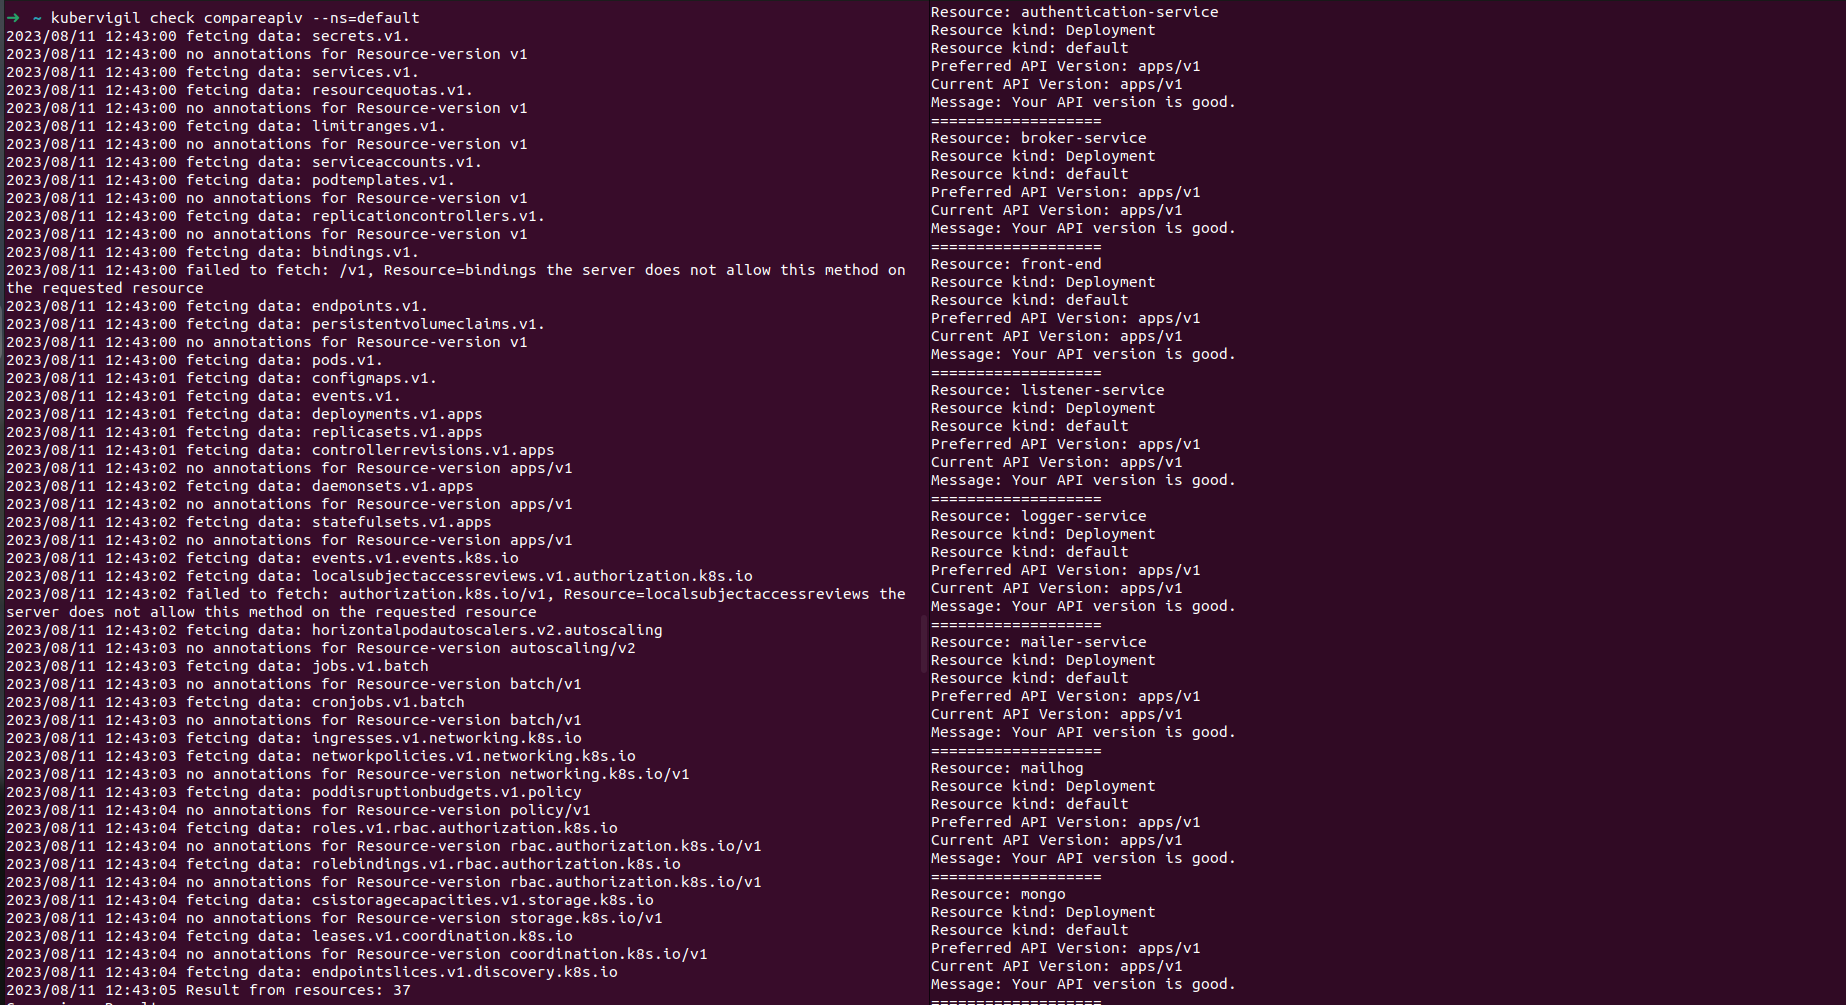 ➜ ~ kubervigil check compareapiv --ns=default
2023/08/11 12:43:00 fetcing data: secrets.v1.
2023/08/11 12:43:00 no annotations for Resource-version v1
2023/08/11 12:43:00 fetcing data: services.v1.
2023/08/11 12:43:00 fetcing data: resourcequotas.v1.
2023/08/11 12:43:00 no annotations for Resource-version v1
2023/08/11 12:43:00 fetcing data: limitranges.v1.
2023/08/11 12:43:00 no annotations for Resource-version v1
2023/08/11 12:43:00 fetcing data: serviceaccounts.v1.
2023/08/11 12:43:00 fetcing data: podtemplates.v1.
2023/08/11 12:43:00 no annotations for Resource-version v1
2023/08/11 12:43:00 fetcing data: replicationcontrollers.v1.
2023/08/11 12:43:00 no annotations for Resource-version v1
2023/08/11 12:43:00 fetcing data: bindings.v1.
2023/08/11 12:43:00 failed to fetch: /v1, Resource=bindings the server does not allow this method on
the requested resource
2023/08/11 12:43:00 fetcing data: endpoints.v1.
2023/08/11 12:43:00 fetcing data: persistentvolumeclaims.v1.
2023/08/11 12:43:00 no annotations for Resource-version v1
2023/08/11 12:43:00 fetcing data: pods.v1.
2023/08/11 12:43:01 fetcing data: configmaps.v1.
2023/08/11 12:43:01 fetcing data: events.v1.
2023/08/11 12:43:01 fetcing data: deployments.v1.apps
2023/08/11 12:43:01 fetcing data: replicasets.v1.apps
2023/08/11 12:43:01 fetcing data: controllerrevisions.v1.apps
2023/08/11 12:43:02 no annotations for Resource-version apps/v1
2023/08/11 12:43:02 fetcing data: daemonsets.v1.apps
2023/08/11 12:43:02 no annotations for Resource-version apps/v1
2023/08/11 12:43:02 fetcing data: statefulsets.v1.apps
2023/08/11 12:43:02 no annotations for Resource-version apps/v1
2023/08/11 12:43:02 fetcing data: events.v1.events.k8s.io
2023/08/11 12:43:02 fetcing data: localsubjectaccessreviews.v1.authorization.k8s.io
2023/08/11 12:43:02 failed to fetch: authorization.k8s.io/v1, Resource=localsubjectaccessreviews the
server does not allow this method on the requested resource
2023/08/11 12:43:02 fetcing data: horizontalpodautoscalers.v2.autoscaling
2023/08/11 12:43:03 no annotations for Resource-version autoscaling/v2
2023/08/11 12:43:03 fetcing data: jobs.v1.batch
2023/08/11 12:43:03 no annotations for Resource-version batch/v1
2023/08/11 12:43:03 fetcing data: cronjobs.v1.batch
2023/08/11 12:43:03 no annotations for Resource-version batch/v1
2023/08/11 12:43:03 fetcing data: ingresses.v1.networking.k8s.io
2023/08/11 12:43:03 fetcing data: networkpolicies.v1.networking.k8s.io
2023/08/11 12:43:03 no annotations for Resource-version networking.k8s.io/v1
2023/08/11 12:43:03 fetcing data: poddisruptionbudgets.v1.policy
2023/08/11 12:43:04 no annotations for Resource-version policy/v1
2023/08/11 12:43:04 fetcing data: roles.v1.rbac.authorization.k8s.io
2023/08/11 12:43:04 no annotations for Resource-version rbac.authorization.k8s.io/v1
2023/08/11 12:43:04 fetcing data: rolebindings.v1.rbac.authorization.k8s.io
2023/08/11 12:43:04 no annotations for Resource-version rbac.authorization.k8s.io/v1
2023/08/11 12:43:04 fetcing data: csistoragecapacities.v1.storage.k8s.io
2023/08/11 12:43:04 no annotations for Resource-version storage.k8s.io/v1
2023/08/11 12:43:04 fetcing data: leases.v1.coordination.k8s.io
2023/08/11 12:43:04 no annotations for Resource-version coordination.k8s.io/v1
2023/08/11 12:43:04 fetcing data: endpointslices.v1.discovery.k8s.io
2023/08/11 12:43:05 Result from resources: 37
Resource: authentication-service
Resource kind: Deployment
Resource kind: default
Preferred API Version: apps/v1
Current API Version: apps/v1
Message: Your API version is good.
===================
Resource: broker-service
Resource kind: Deployment
Resource kind: default
Preferred API Version: apps/v1
Current API Version: apps/v1
Message: Your API version is good.
===================
Resource: front-end
Resource kind: Deployment
Resource kind: default
Preferred API Version: apps/v1
Current API Version: apps/v1
Message: Your API version is good.
===================
Resource: listener-service
Resource kind: Deployment
Resource kind: default
Preferred API Version: apps/v1
Current API Version: apps/v1
Message: Your API version is good.
===================
Resource: logger-service
Resource kind: Deployment
Resource kind: default
Preferred API Version: apps/v1
Current API Version: apps/v1
Message: Your API version is good.
===================
Resource: mailer-service
Resource kind: Deployment
Resource kind: default
Preferred API Version: apps/v1
Current API Version: apps/v1
Message: Your API version is good.
===================
Resource: mailhog
Resource kind: Deployment
Resource kind: default
Preferred API Version: apps/v1
Current API Version: apps/v1
Message: Your API version is good.
===================
Resource: mongo
Resource kind: Deployment
Resource kind: default
Preferred API Version: apps/v1
Current API Version: apps/v1
Message: Your API version is good.
===================